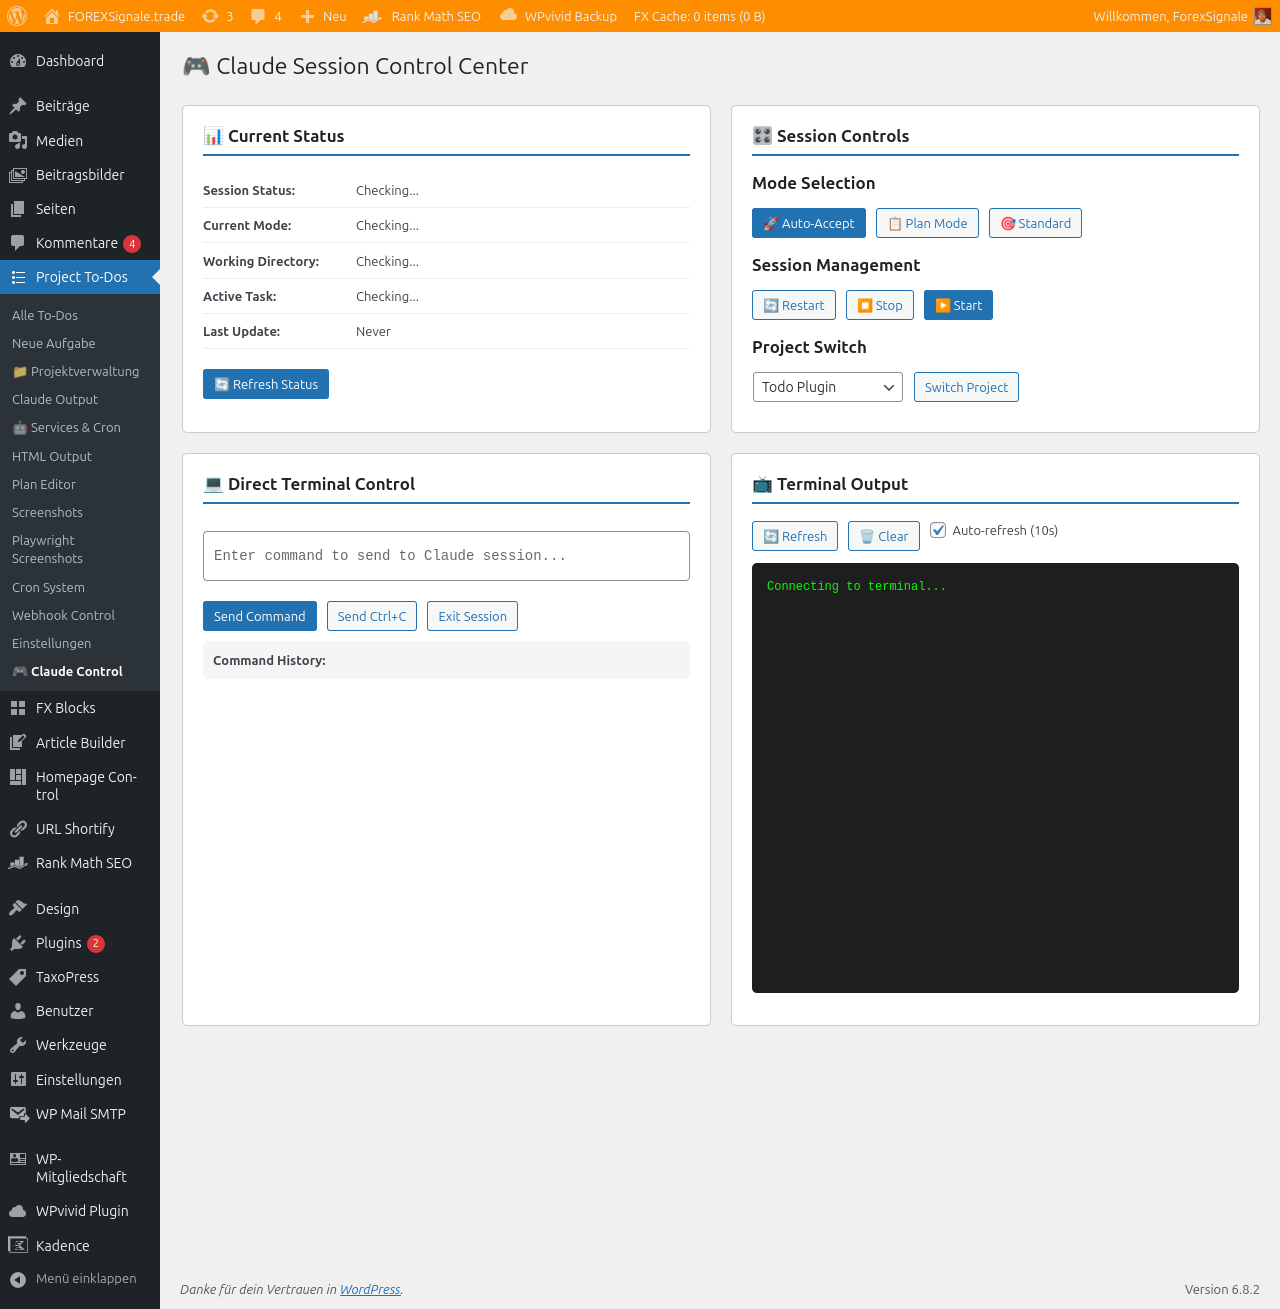 FOREXSignale.trade 3 4 Neu Rank Math SEO WPvivid Backup FX Cache: 0 items (0 B) Willkommen, ForexSignale
Dashboard
Beiträge
Medien
Beitragsbilder
Seiten
Kommentare 4
Project To-Dos
Alle To-Dos
Neue Aufgabe
Projektverwaltung
Claude Output
Services & Cron
HTML Output
Plan Editor
Screenshots
Playwright
Screenshots
Cron System
Webhook Control
Einstellungen
Claude Control
FX Blocks
Article Builder
Homepage Con-
trol
URL Shortify
Rank Math SEO
Design
Plugins 2
TaxoPress
Benutzer
Werkzeuge
Einstellungen
WP Mail SMTP
WP-
Mitgliedschaft
WPvivid Plugin
Kadence
Menü einklappen
Claude Session Control Center
Current Status
Session Status: Checking...
Current Mode: Checking...
Working Directory: Checking...
Active Task: Checking...
Last Update: Never
Refresh Status
Session Controls
Mode Selection
Auto-Accept Plan Mode Standard
Session Management
Restart Stop Start
Project Switch
Todo Plugin Switch Project
Direct Terminal Control
Enter command to send to Claude session...
Send Command Send Ctrl+C Exit Session
Command History:
Terminal Output
Refresh Clear Auto-refresh (10s)
Connecting to terminal...
Danke für dein Vertrauen in WordPress. Version 6.8.2